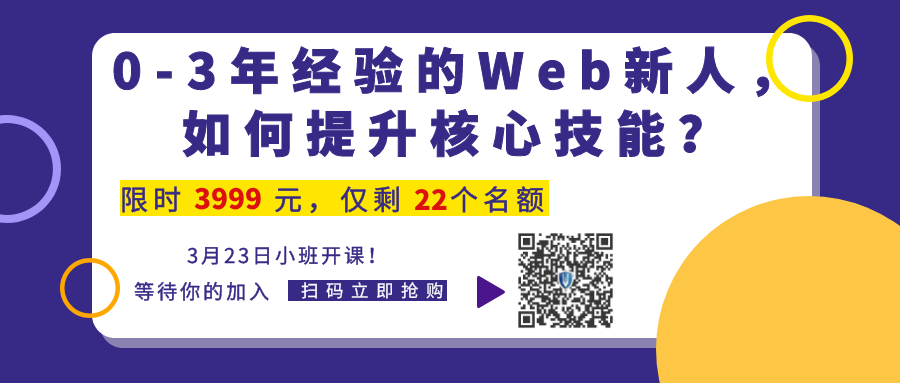 0-3年经验的Web新人，
如何提升核心技能？
限时 3999 元，仅剩 22个名额
3月23日小班开课！
等待你的加入 扫码立即抢购